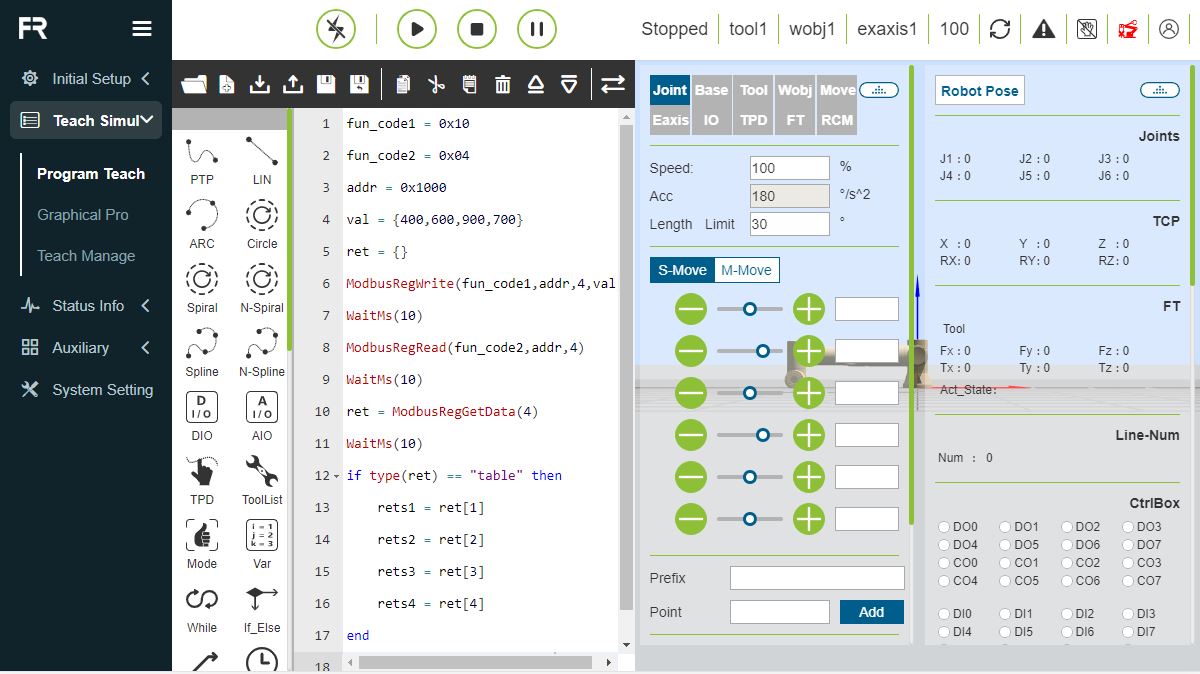 FR
Stopped tool1 wobj1 exaxis1 100
Initial Setup
Teach Simul
Program Teach
Graphical Pro
Teach Manage
Status Info
Auxiliary
System Setting
PTP LIN
ARC Circle
Spiral N-Spiral
Spline N-Spline
D I/O A I/O
DIO AIO
TPD ToolList
i = 1
j = 2
k = 3
Mode Var
While If_Else
1 fun_code1 = 0x10
2 fun_code2 = 0x04
3 addr = 0x1000
4 val = {400,600,900,700}
5 ret = {}
6 ModbusRegWrite(fun_code1,addr,4,val
7 WaitMs(10)
8 ModbusRegRead(fun_code2,addr,4)
9 WaitMs(10)
10 ret = ModbusRegGetData(4)
11 WaitMs(10)
12 if type(ret) == "table" then
13 rets1 = ret[1]
14 rets2 = ret[2]
15 rets3 = ret[3]
16 rets4 = ret[4]
17 end
18
Joint Base Tool Wobj Move
Eaxis IO TPD FT RCM
Speed: 100 %
Acc 180 °/s^2
Length Limit 30 °
S-Move M-Move
Prefix
Point Add
Robot Pose
Joints
J1 : 0 J2 : 0 J3 : 0
J4 : 0 J5 : 0 J6 : 0
TCP
X : 0 Y : 0 Z : 0
RX: 0 RY: 0 RZ: 0
FT
Tool
Fx : 0 Fy : 0 Fz : 0
Tx : 0 Ty : 0 Tz : 0
Act_State:
Line-Num
Num : 0
CtrlBox
DO0 DO1 DO2 DO3
DO4 DO5 DO6 DO7
CO0 CO1 CO2 CO3
CO4 CO5 CO6 CO7
DI0 DI1 DI2 DI3
DI4 DI5 DI6 DI7